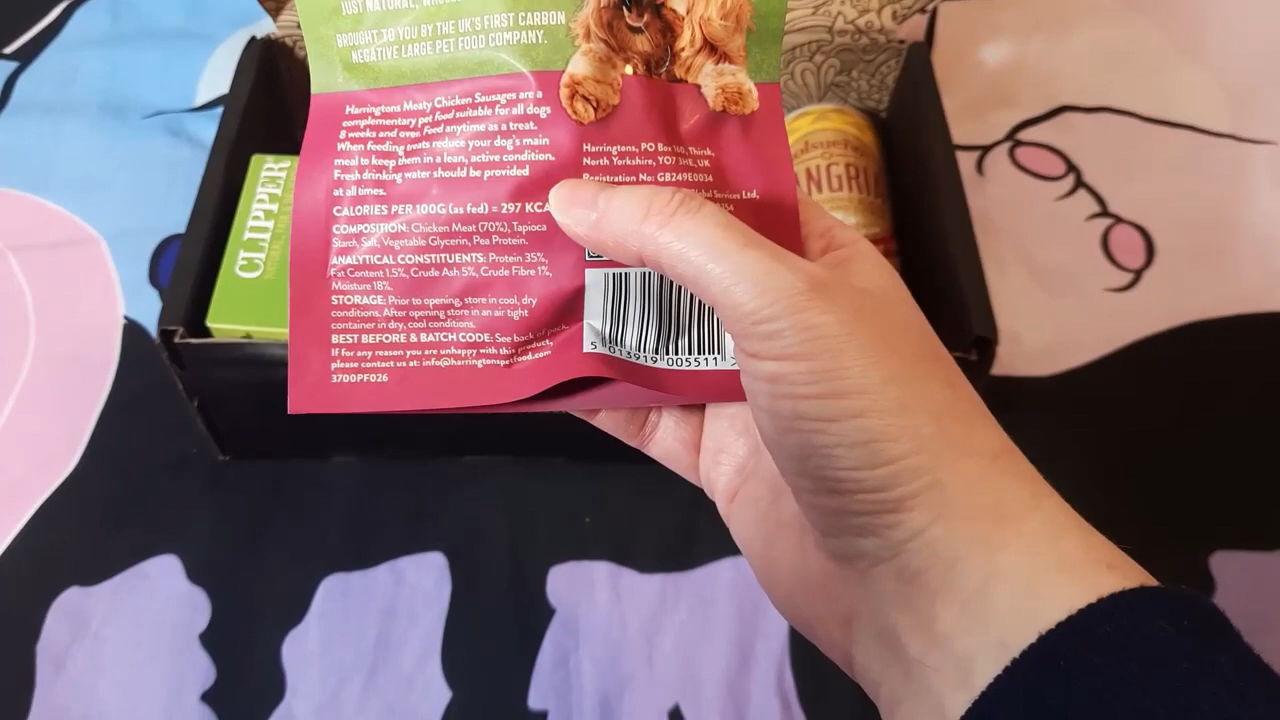 JUST NATURAL,
BROUGHT TO YOU BY THE UK'S FIRST CARBON
NEGATIVE LARGE PET FOOD COMPANY.
Harringtons Meaty Chicken Sausages are a
complementary pet food suitable for all dogs
8 weeks and over. Feed anytime as a treat.
When feeding treats reduce your dog's main
meal to keep them in a lean, active condition.
Fresh drinking water should be provided
at all times.
CALORIES PER 100G (as fed) = 297 KCA
COMPOSITION: Chicken Meat (70%), Tapioca
Starch, Salt, Vegetable Glycerin, Pea Protein.
ANALYTICAL CONSTITUENTS: Protein 35%,
Fat Content 1.5%, Crude Ash 5%, Crude Fibre 1%,
Moisture 18%.
STORAGE: Prior to opening, store in cool, dry
conditions. After opening store in an air tight
container in dry, cool conditions.
BEST BEFORE & BATCH CODE: See back of pack.
If for any reason you are unhappy with this product,
please contact us at: info@harringtonspetfood.com
3700PF026
Harringtons, PO Box 160, Thirsk,
North Yorkshire, YO7 3HE, UK
Registration No: GB249E0034
Global Services Ltd,
5 013919 005511 >
CLIPPER
NGRI